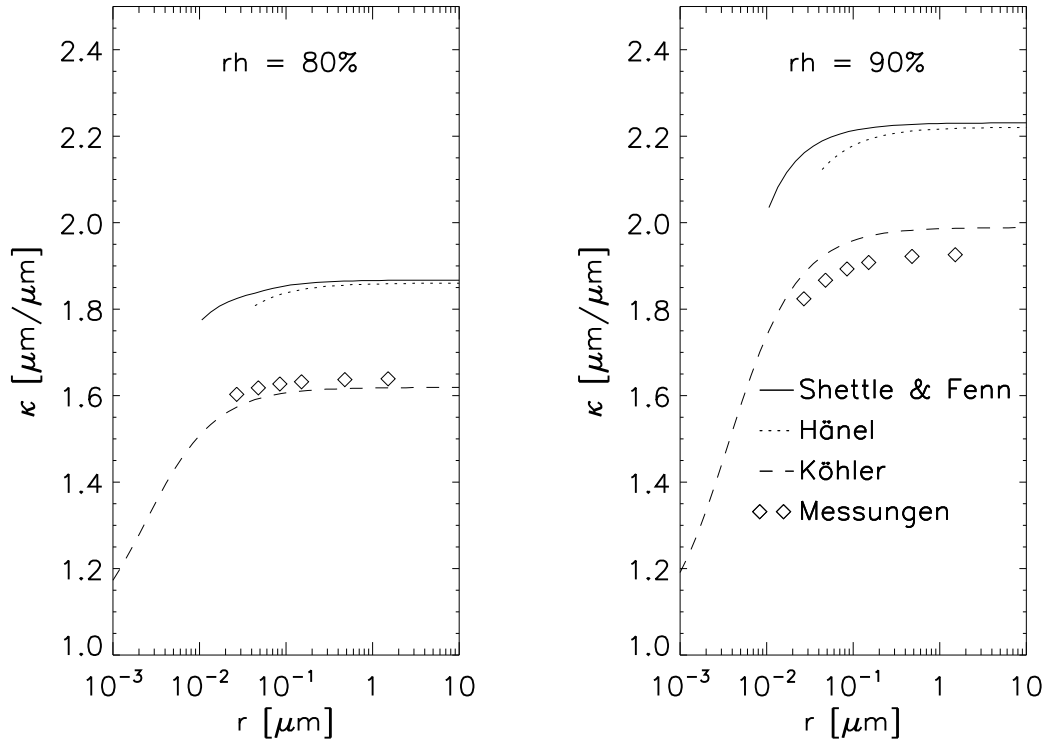 rh = 80%
2.4
2.2
2.0
1.8
1.6
1.4
1.2
1.0
κ [μm/μm]
10⁻³ 10⁻² 10⁻¹ 1 10
r [μm]
rh = 90%
2.4
2.2
2.0
1.8
1.6
1.4
1.2
1.0
κ [μm/μm]
Shettle & Fenn
Hänel
Köhler
Messungen
10⁻³ 10⁻² 10⁻¹ 1 10
r [μm]